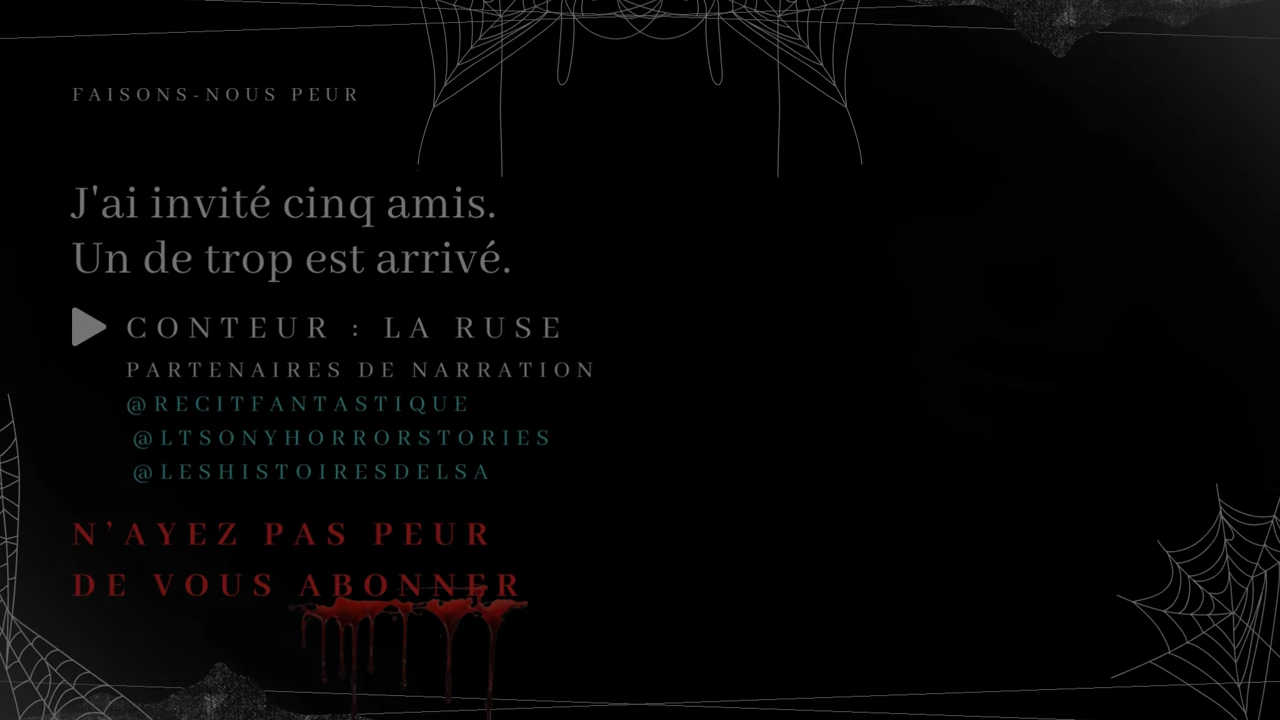 FAISONS-NOUS PEUR
J'ai invité cinq amis.
Un de trop est arrivé.
CONTEUR : LA RUSE
PARTENAIRES DE NARRATION
@RECITFANTASTIQUE
@LTSONYHORRORSTORIES
@LESHISTOIRESDELSA
N'AYEZ PAS PEUR
DE VOUS ABONNER